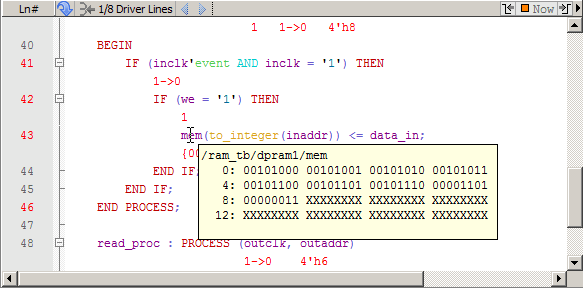 Ln# 1/8 Driver Lines Now
1 1->0 4'h8
40 BEGIN
41 IF (inclk'event AND inclk = '1') THEN
1->0
42 IF (we = '1') THEN
1
43 mem(to_integer(inaddr)) <= data_in;
{00
/ram_tb/dpram1/mem
0: 00101000 00101001 00101010 00101011
4: 00101100 00101101 00101110 00001101
8: 00000011 XXXXXXXX XXXXXXXX XXXXXXXX
12: XXXXXXXX XXXXXXXX XXXXXXXX XXXXXXXX
44 END IF;
45 END IF;
46 END PROCESS;
47
48 read_proc : PROCESS (outclk, outaddr)
1->0 4'h6